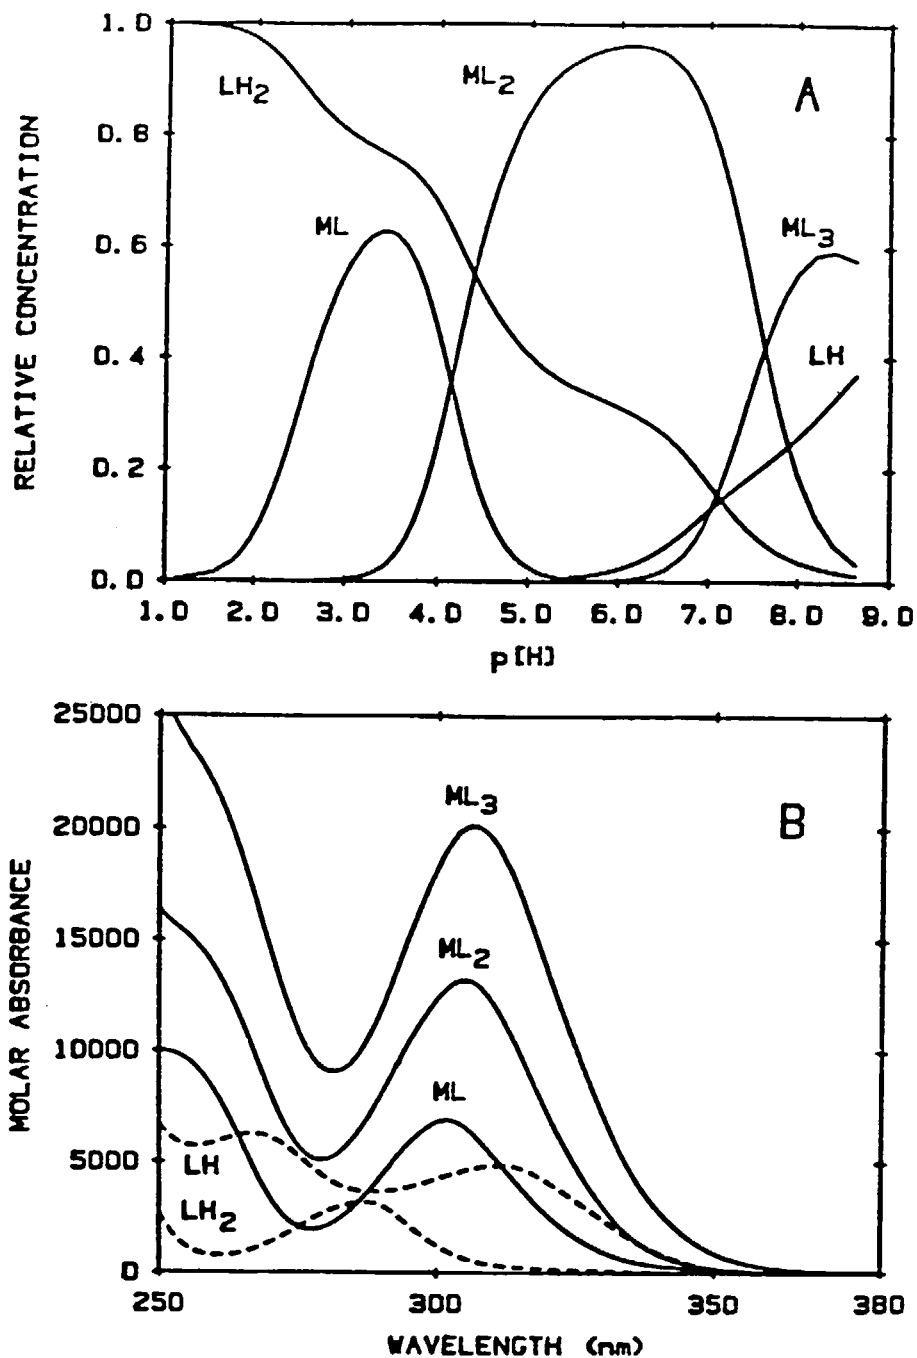 1.0
ML2
A
LH2
0.8
RELATIVE CONCENTRATION
ML
ML3
0.6
LH
0.4
0.2
0.0
1.0 2.0 3.0 4.0 5.0 6.0 7.0 8.0 9.0
p[H]
25000
ML3
B
20000
MOLAR ABSORBANCE
15000
ML2
10000
ML
5000
LH
LH2
0
250 300 350 380
WAVELENGTH (nm)